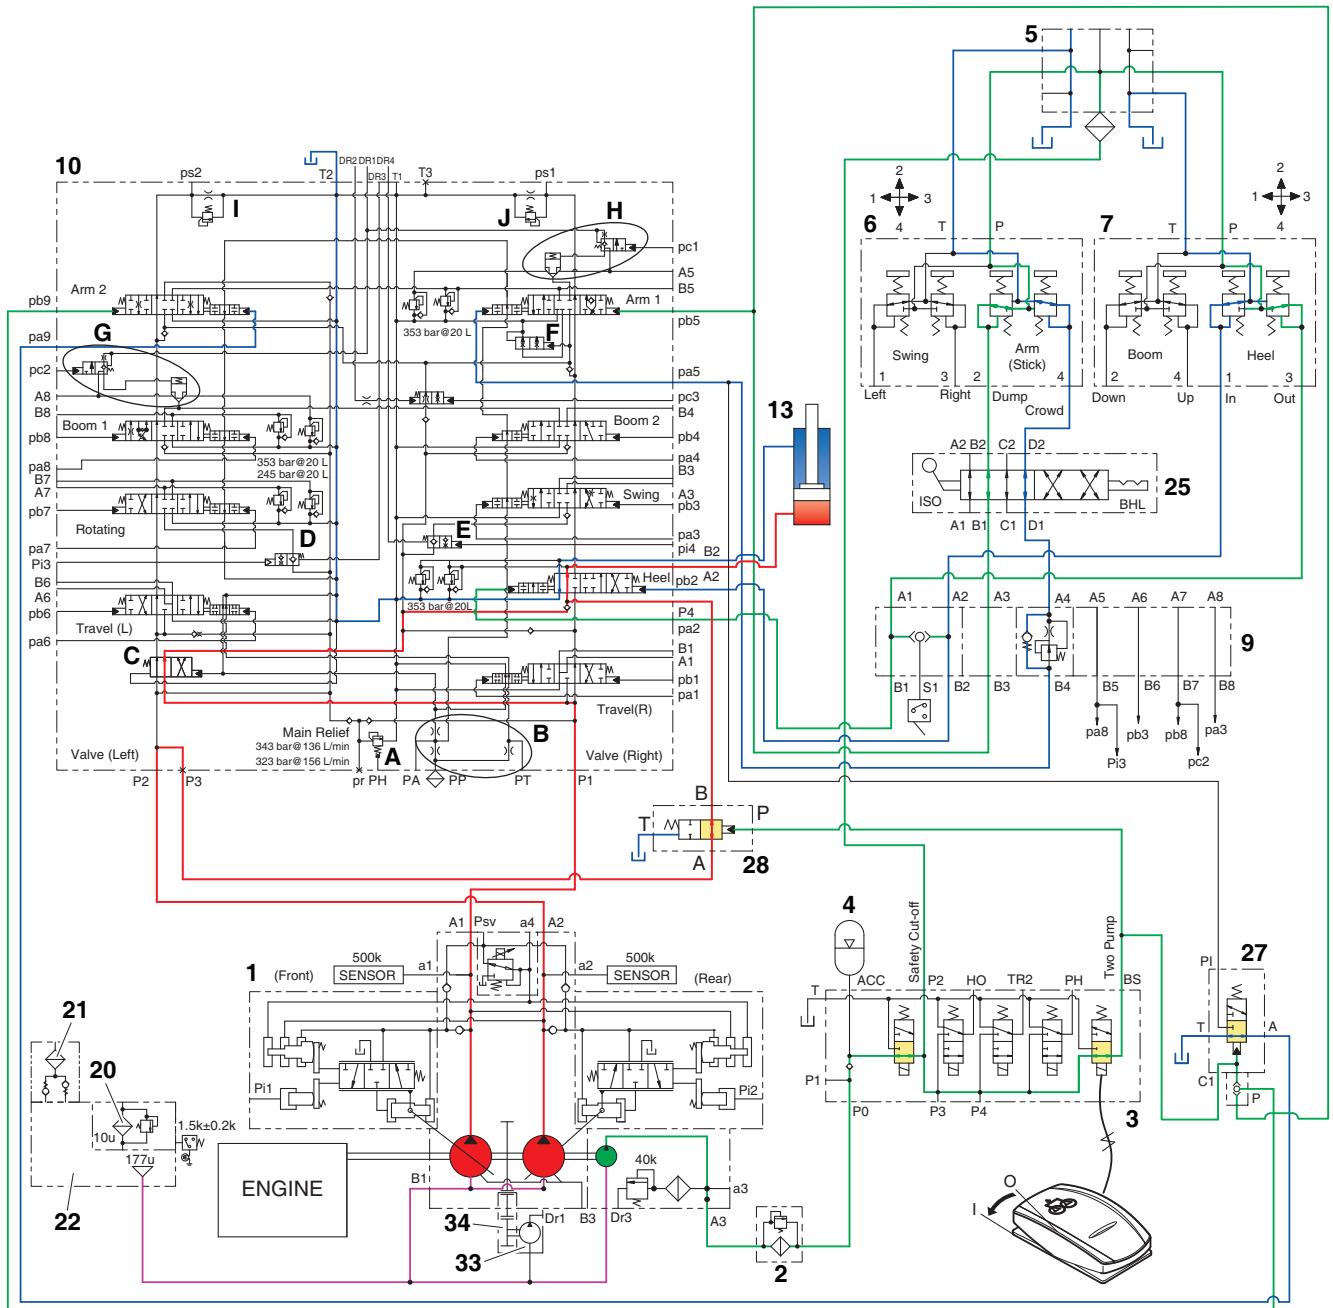 5
10
ps2
T2
DR2 DR1 DR4
DR3
T1
T3
ps1
I
J
H
2
1
3
4
2
1
3
4
6
T
P
7
T
P
pc1
A5
B5
Arm 2
Arm 1
pb9
pb5
353 bar@20 L
F
pa9
G
pc2
pa5
Swing
Arm
(Stick)
Boom
Heel
1
3
2
4
2
4
1
3
Left
Right
Dump
Crowd
Down
Up
In
Out
A8
pc3
B8
B4
13
Boom 1
Boom 2
pb8
pb4
A2 B2
C2
D2
353 bar@20 L
245 bar@20 L
pa8
pa4
B7
B3
ISO
BHL
25
A7
Swing
A3
pb7
pb3
A1 B1
C1 D1
Rotating
D
E
pa3
pa7
pi4
B2
Pi3
B6
Heel
pb2
A2
A6
353 bar@20L
P4
pb6
Travel (L)
pa2
pa6
A1
A2
A3
A4
A5
A6
A7
A8
9
C
B1
A1
pb1
pa1
B1
S1
B2
B3
B4
B5
B6
B7
B8
Travel(R)
pa8
pb3
pb8
pa3
Pi3
pc2
Main Relief
343 bar@136 L/min
323 bar@156 L/min
A
B
Valve (Left)
Valve (Right)
P2
P3
pr PH
PA
PP
PT
P1
B
P
T
A
28
4
Safety Cut-off
Two Pump
27
A1
Psv
a4
A2
PI
500k
SENSOR
a1
a2
500k
SENSOR
1
(Front)
(Rear)
T
ACC
P2
HO
TR2
PH
BS
T
A
21
20
Pi1
Pi2
P1
C1
P
P0
P3
P4
3
10u
1.5k±0.2k
177u
ENGINE
B1
40k
a3
22
34
Dr1
B3
Dr3
A3
33
2
O
I